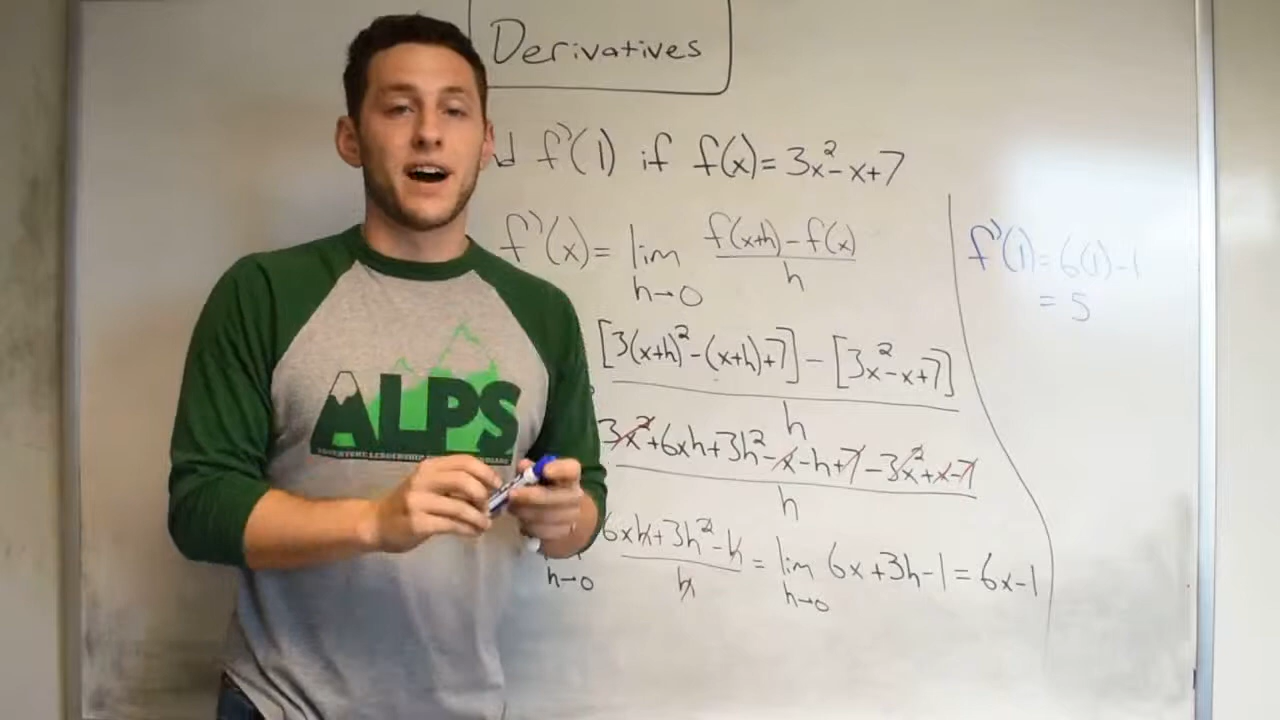 Derivatives
f'(1) if f(x) = 3x² - x + 7
f'(x) = lim h→0 f(x+h) - f(x) / h
[3(x+h)² - (x+h) + 7] - [3x² - x + 7] / h
3x² + 6xh + 3h² - x - h + 7 - 3x² + x - 7 / h
h→0 6xh + 3h² - h / h = lim h→0 6x + 3h - 1 = 6x - 1
f'(1) = 6(1) - 1
= 5
ALPS